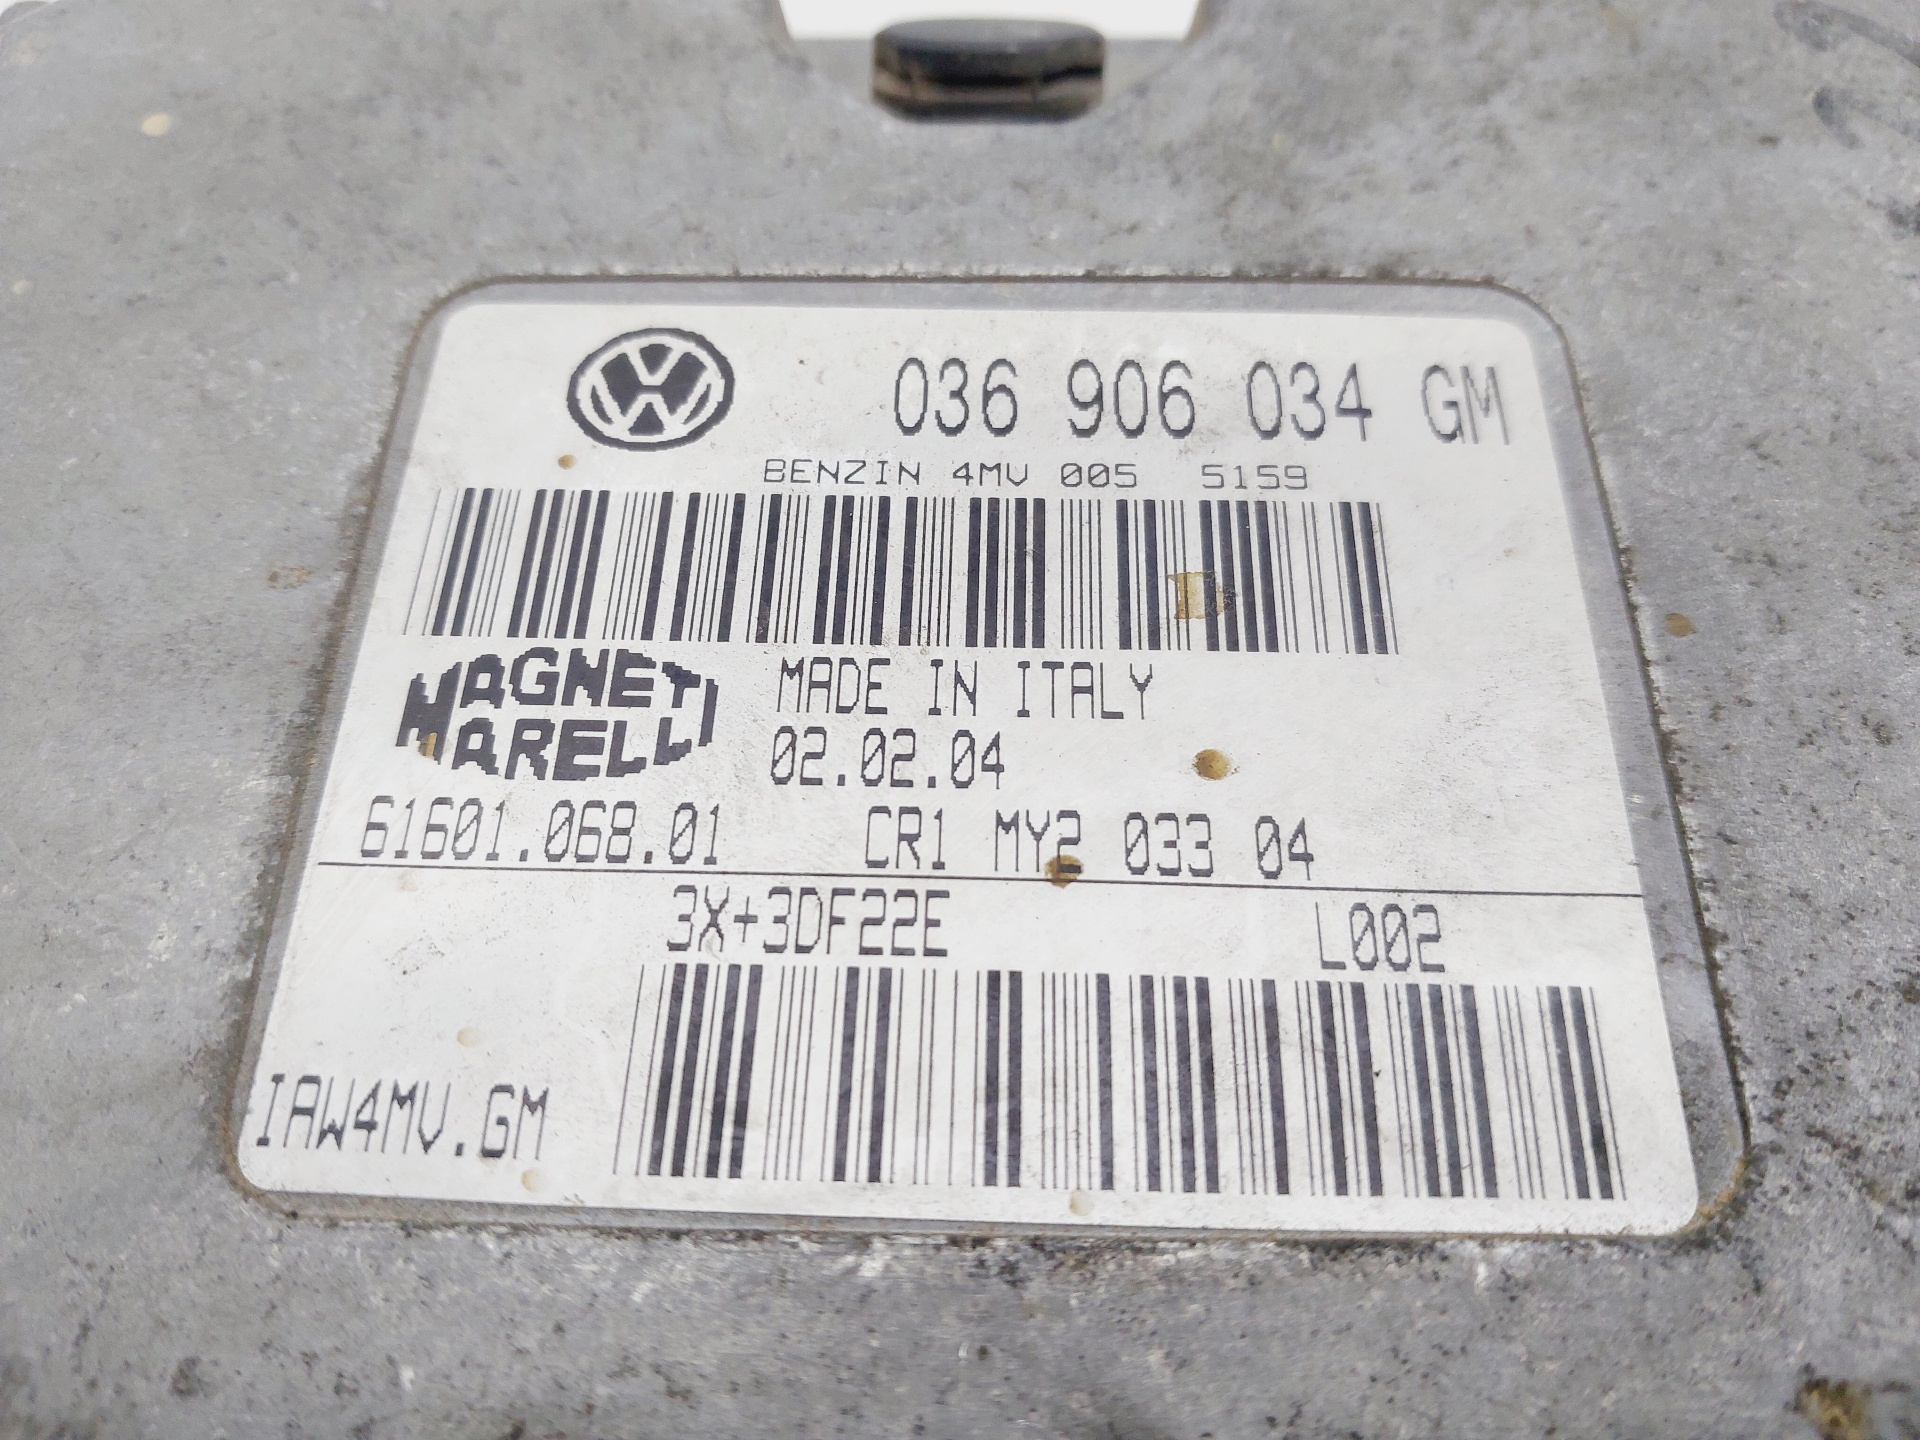 036 906 034 GM
BENZIN 4MV 005 5159
MAGNETI MARELLI
MADE IN ITALY
02.02.04
61601.068.01 CR1 MY2 033 04
3X+3DF22E L002
IAW4MV.GM